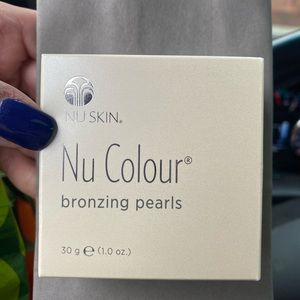 NU SKIN®
Nu Colour®
bronzing pearls
30 g ℮ (1.0 oz.)